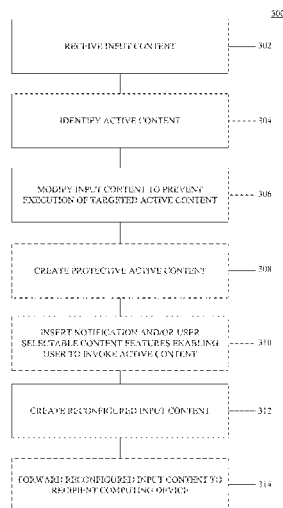 300
RECEIVE INPUT CONTENT
302
IDENTIFY ACTIVE CONTENT
304
MODIFY INPUT CONTENT TO PREVENT
EXECUTION OF TARGETED ACTIVE CONTENT
306
CREATE PROTECTIVE ACTIVE CONTENT
308
INSERT NOTIFICATION AND/OR USER
SELECTABLE CONTENT FEATURES ENABLING
USER TO INVOKE ACTIVE CONTENT
310
CREATE RECONFIGURED INPUT CONTENT
312
FORWARD RECONFIGURED INPUT CONTENT TO
RECIPIENT COMPUTING DEVICE
314